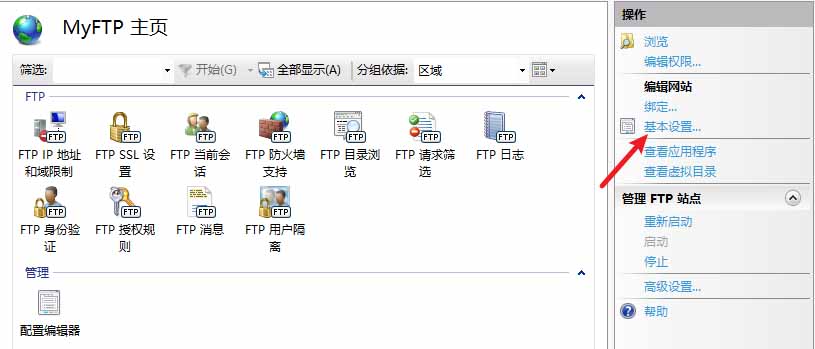 MyFTP 主页
筛选:
开始(G)
全部显示(A)
分组依据:
区域
FTP
FTP IP 地址
和域限制
FTP SSL 设
置
FTP 当前会
话
FTP 防火墙
支持
FTP 目录浏
览
FTP 请求筛
选
FTP 日志
FTP 身份验
证
FTP 授权规
则
FTP 消息
FTP 用户隔
离
管理
配置编辑器
操作
浏览
编辑权限...
编辑网站
绑定...
基本设置...
查看应用程序
查看虚拟目录
管理 FTP 站点
重新启动
启动
停止
高级设置...
帮助